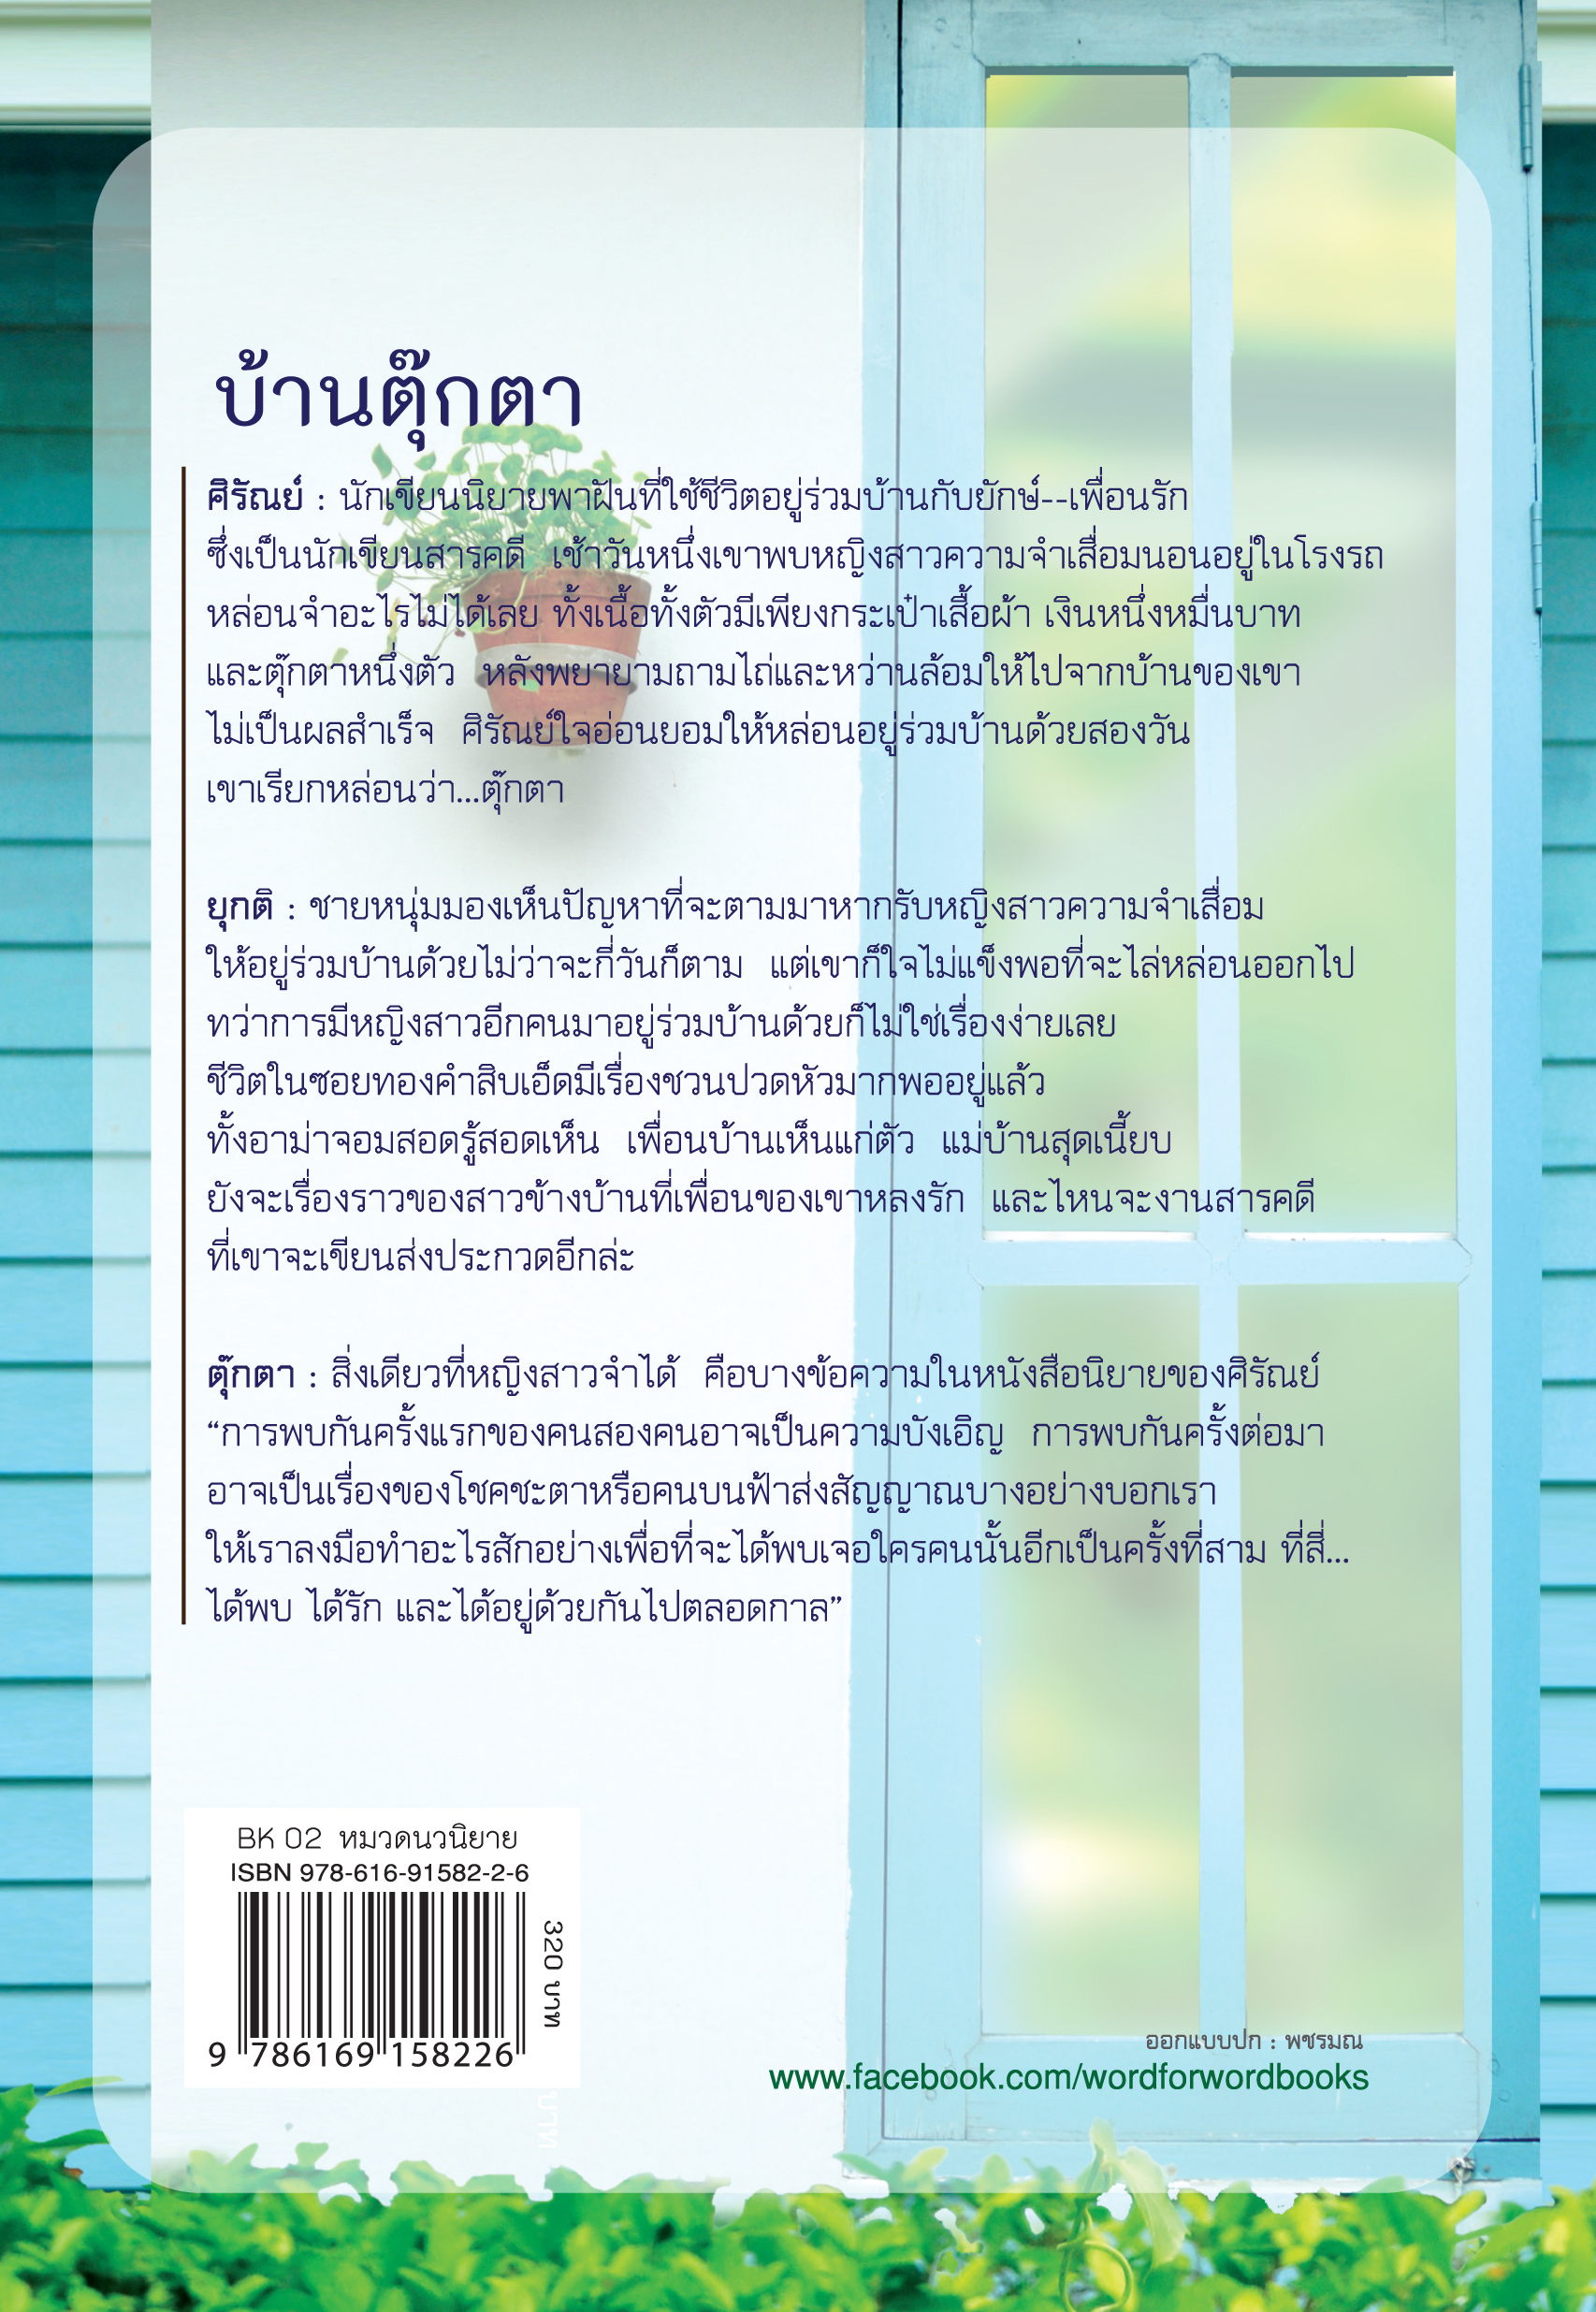 บ้านตุ๊กตา
ศิรัณย์ : นักเขียนนิยายพาฝันที่ใช้ชีวิตอยู่ร่วมบ้านกับยักษ์--เพื่อนรัก
ซึ่งเป็นนักเขียนสารคดี เช้าวันหนึ่งเขาพบหญิงสาวความจำเสื่อมนอนอยู่ในโรงรถ
หล่อนจำอะไรไม่ได้เลย ทั้งเนื้อทั้งตัวมีเพียงกระเป๋าเสื้อผ้า เงินหนึ่งหมื่นบาท
และตุ๊กตาหนึ่งตัว หลังพยายามถามไถ่และหว่านล้อมให้ไปจากบ้านของเขา
ไม่เป็นผลสำเร็จ ศิรัณย์ใจอ่อนยอมให้หล่อนอยู่ร่วมบ้านด้วยสองวัน
เขาเรียกหล่อนว่า...ตุ๊กตา
ยุกติ : ชายหนุ่มมองเห็นปัญหาที่จะตามมาหากรับหญิงสาวความจำเสื่อม
ให้อยู่ร่วมบ้านด้วยไม่ว่าจะกี่วันก็ตาม แต่เขาก็ใจไม่แข็งพอที่จะไล่หล่อนออกไป
ทว่าการมีหญิงสาวอีกคนมาอยู่ร่วมบ้านด้วยก็ไม่ใช่เรื่องง่ายเลย
ชีวิตในซอยทองคำสิบเอ็ดมีเรื่องชวนปวดหัวมากพออยู่แล้ว
ทั้งอาม่าจอมสอดรู้สอดเห็น เพื่อนบ้านเห็นแก่ตัว แม่บ้านสุดเนี้ยบ
ยังจะเรื่องราวของสาวข้างบ้านที่เพื่อนของเขาหลงรัก และไหนจะงานสารคดี
ที่เขาจะเขียนส่งประกวดอีกล่ะ
ตุ๊กตา : สิ่งเดียวที่หญิงสาวจำได้ คือบางข้อความในหนังสือนิยายของศิรัณย์
“การพบกันครั้งแรกของคนสองคนอาจเป็นความบังเอิญ การพบกันครั้งต่อมา
อาจเป็นเรื่องของโชคชะตาหรือคนบนฟ้าส่งสัญญาณบางอย่างบอกเรา
ให้เราลงมือทำอะไรสักอย่างเพื่อที่จะได้พบเจอใครคนนั้นอีกเป็นครั้งที่สาม ที่สี่...
ได้พบ ได้รัก และได้อยู่ด้วยกันไปตลอดกาล”
BK 02 หมวดนวนิยาย
ISBN 978-616-91582-2-6
320 บาท
9 786169 158226
บาท
ออกแบบปก : พชรมณ
www.facebook.com/wordforwordbooks